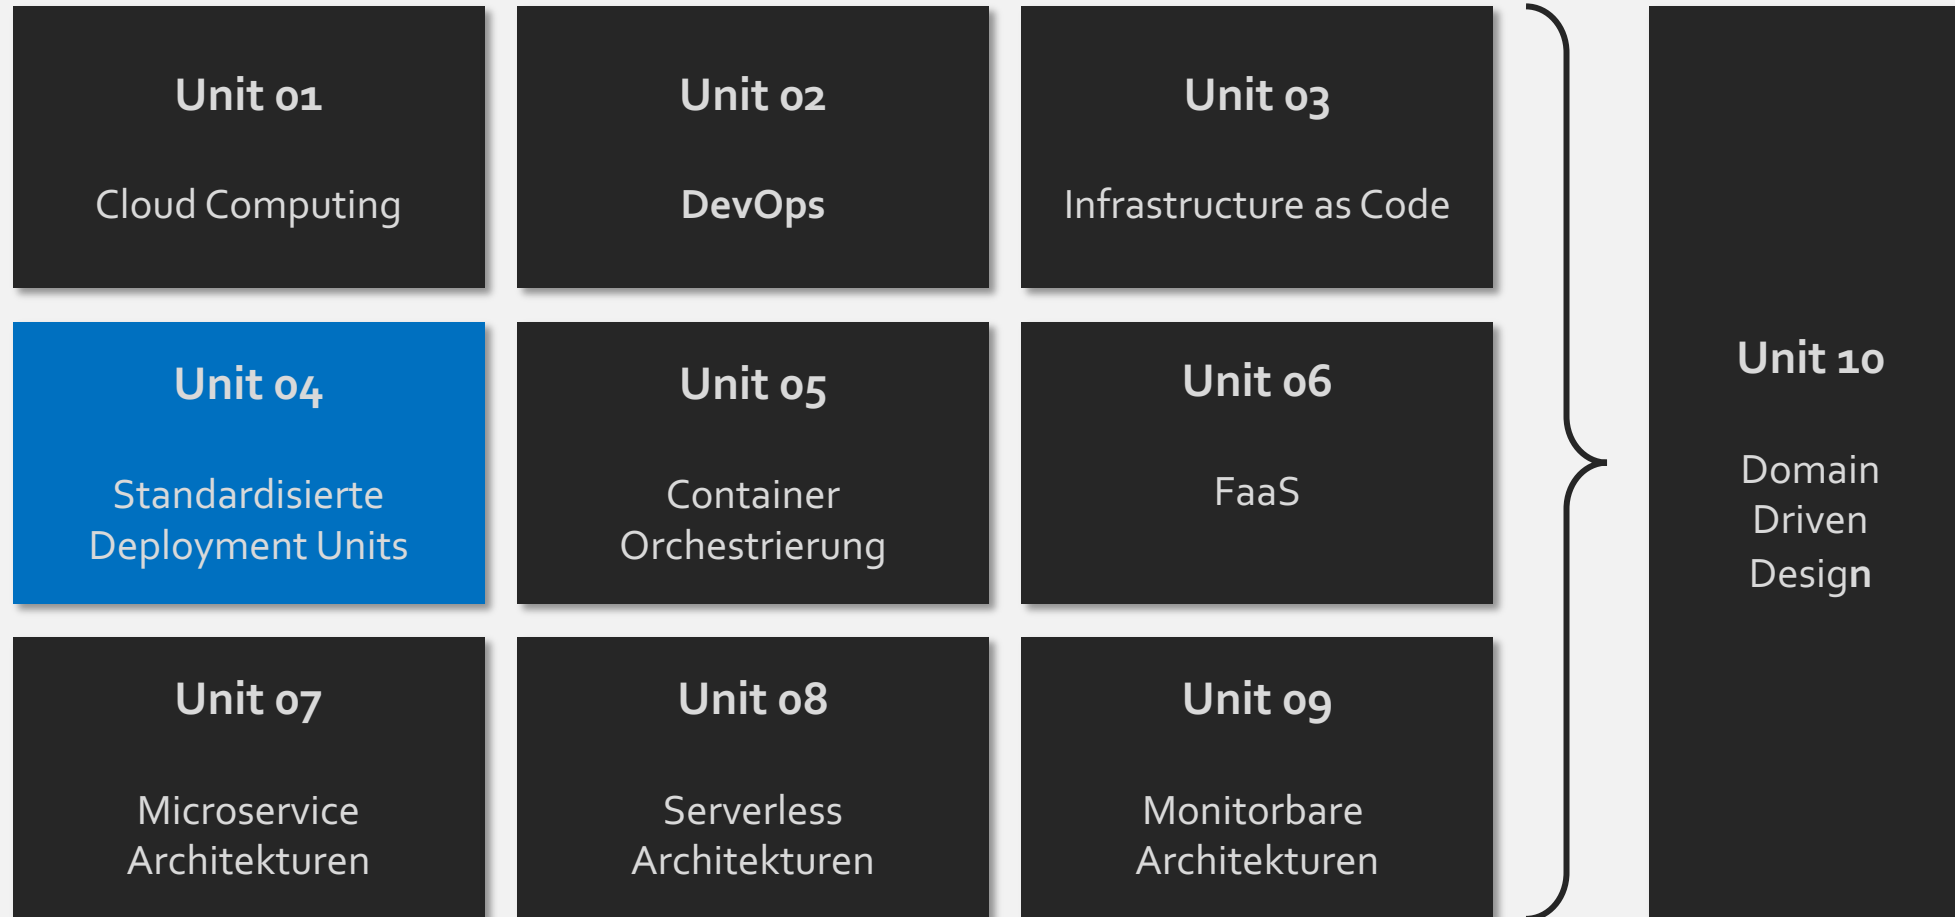 Unit 01
Cloud Computing
Unit 02
DevOps
Unit 03
Infrastructure as Code
Unit 04
Standardisierte
Deployment Units
Unit 05
Container
Orchestrierung
Unit 06
FaaS
Unit 07
Microservice
Architekturen
Unit 08
Serverless
Architekturen
Unit 09
Monitorbare
Architekturen
Unit 10
Domain
Driven
Design